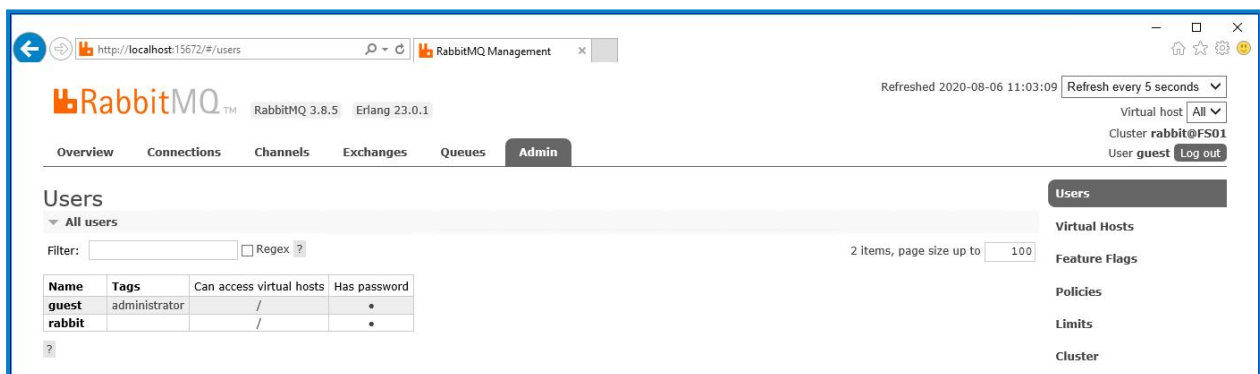 http://localhost:15672/#/users RabbitMQ Management
Refreshed 2020-08-06 11:03:09 Refresh every 5 seconds
RabbitMQ TM RabbitMQ 3.8.5 Erlang 23.0.1
Virtual host All
Cluster rabbit@FS01
User guest Log out
Overview Connections Channels Exchanges Queues Admin
Users
All users
Filter: Regex ?
2 items, page size up to 100
Name Tags Can access virtual hosts Has password
guest administrator / •
rabbit / •
?
Users
Virtual Hosts
Feature Flags
Policies
Limits
Cluster